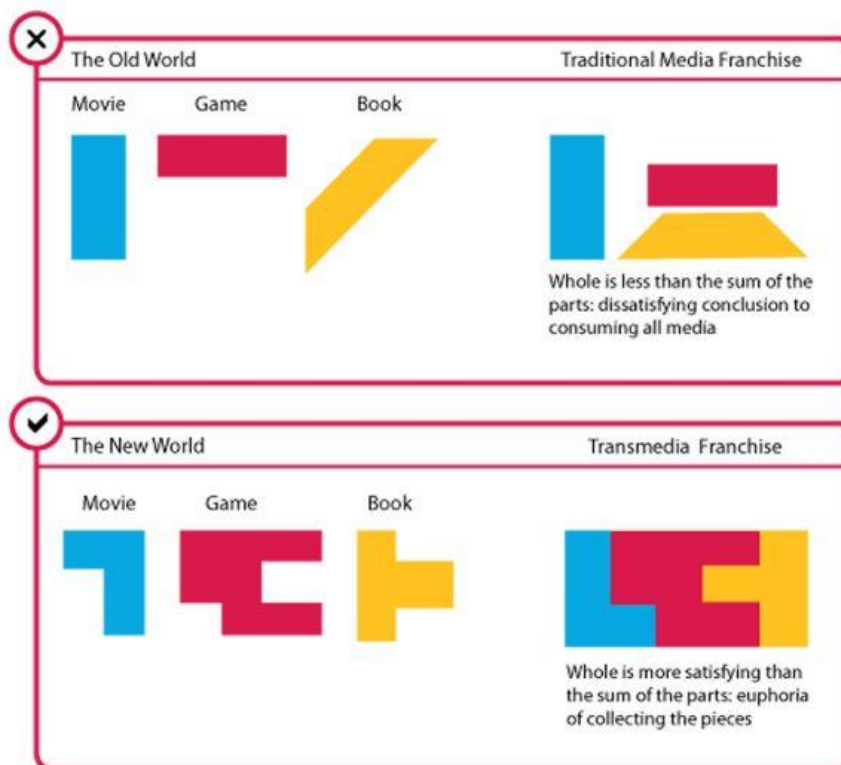 The Old World
Traditional Media Franchise
Movie
Game
Book
Whole is less than the sum of the
parts: dissatisfying conclusion to
consuming all media
The New World
Transmedia Franchise
Movie
Game
Book
Whole is more satisfying than
the sum of the parts: euphoria
of collecting the pieces